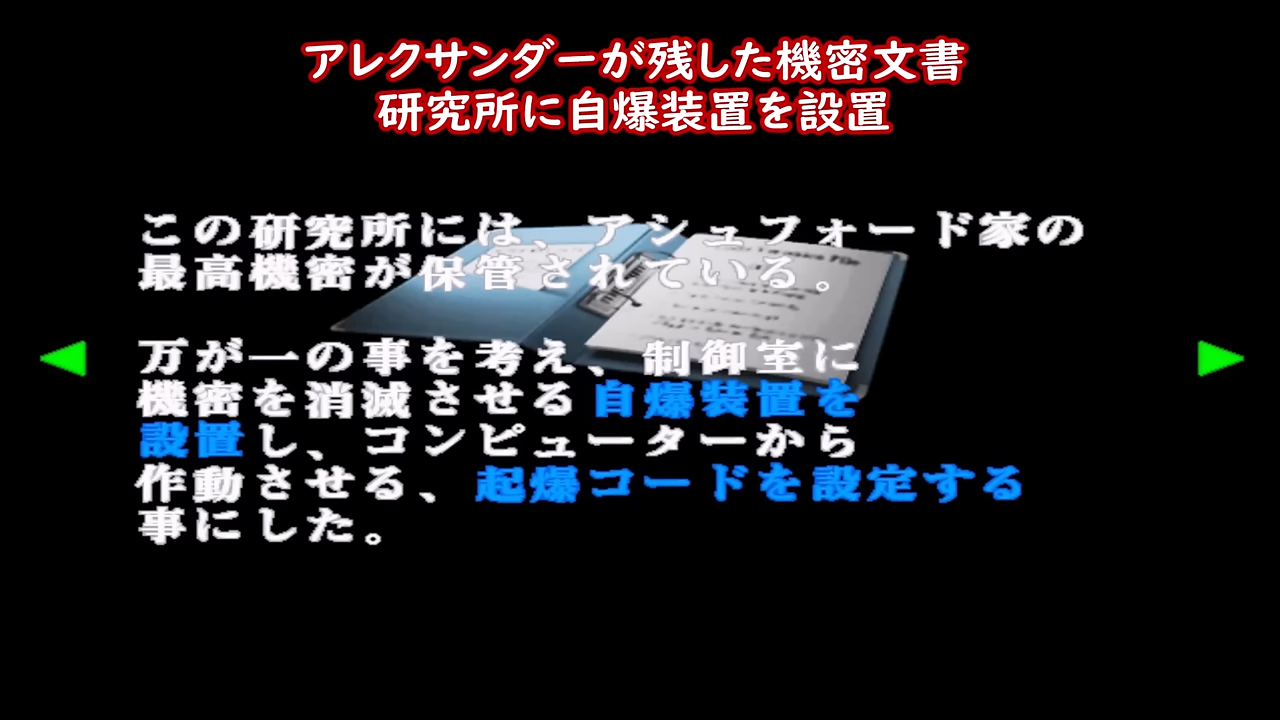 アレクサンダーが残した機密文書
研究所に自爆装置を設置
この研究所には、アシュフォード家の
最高機密が保管されている。
万が一の事を考え、制御室に
機密を消滅させる自爆装置を
設置し、コンピューターから
作動させる、起爆コードを設定する
事にした。